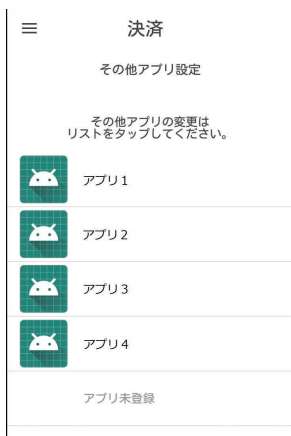 決済
その他アプリ設定
その他アプリの変更は
リストをタップしてください。
アプリ1
アプリ2
アプリ3
アプリ4
アプリ未登録